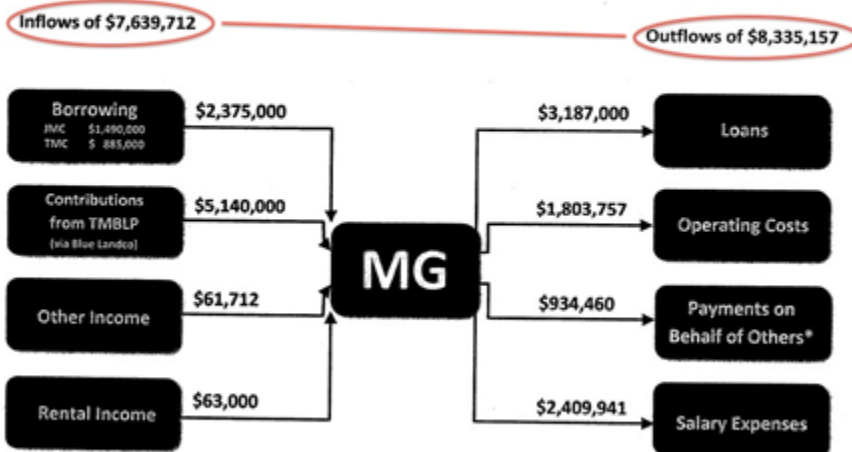 Inflows of $7,639,712
Outflows of $8,335,157
Borrowing
JMC $1,490,000
TMC $ 885,000
$2,375,000
$3,187,000
Loans
Contributions
from TMBLP
(via Blue Landco)
$5,140,000
$1,803,757
Operating Costs
MG
Other Income
$61,712
$934,460
Payments on
Behalf of Others*
Rental Income
$63,000
$2,409,941
Salary Expenses